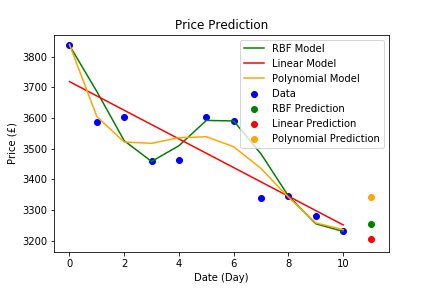 Price Prediction
Price (£)
3800
3700
3600
3500
3400
3300
3200
RBF Model
Linear Model
Polynomial Model
Data
RBF Prediction
Linear Prediction
Polynomial Prediction
0 2 4 6 8 10
Date (Day)